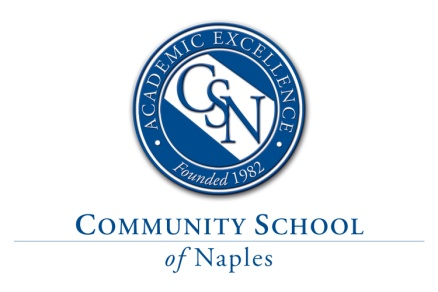 ACADEMIC EXCELLENCE
CSN
Founded 1982
COMMUNITY SCHOOL
of Naples